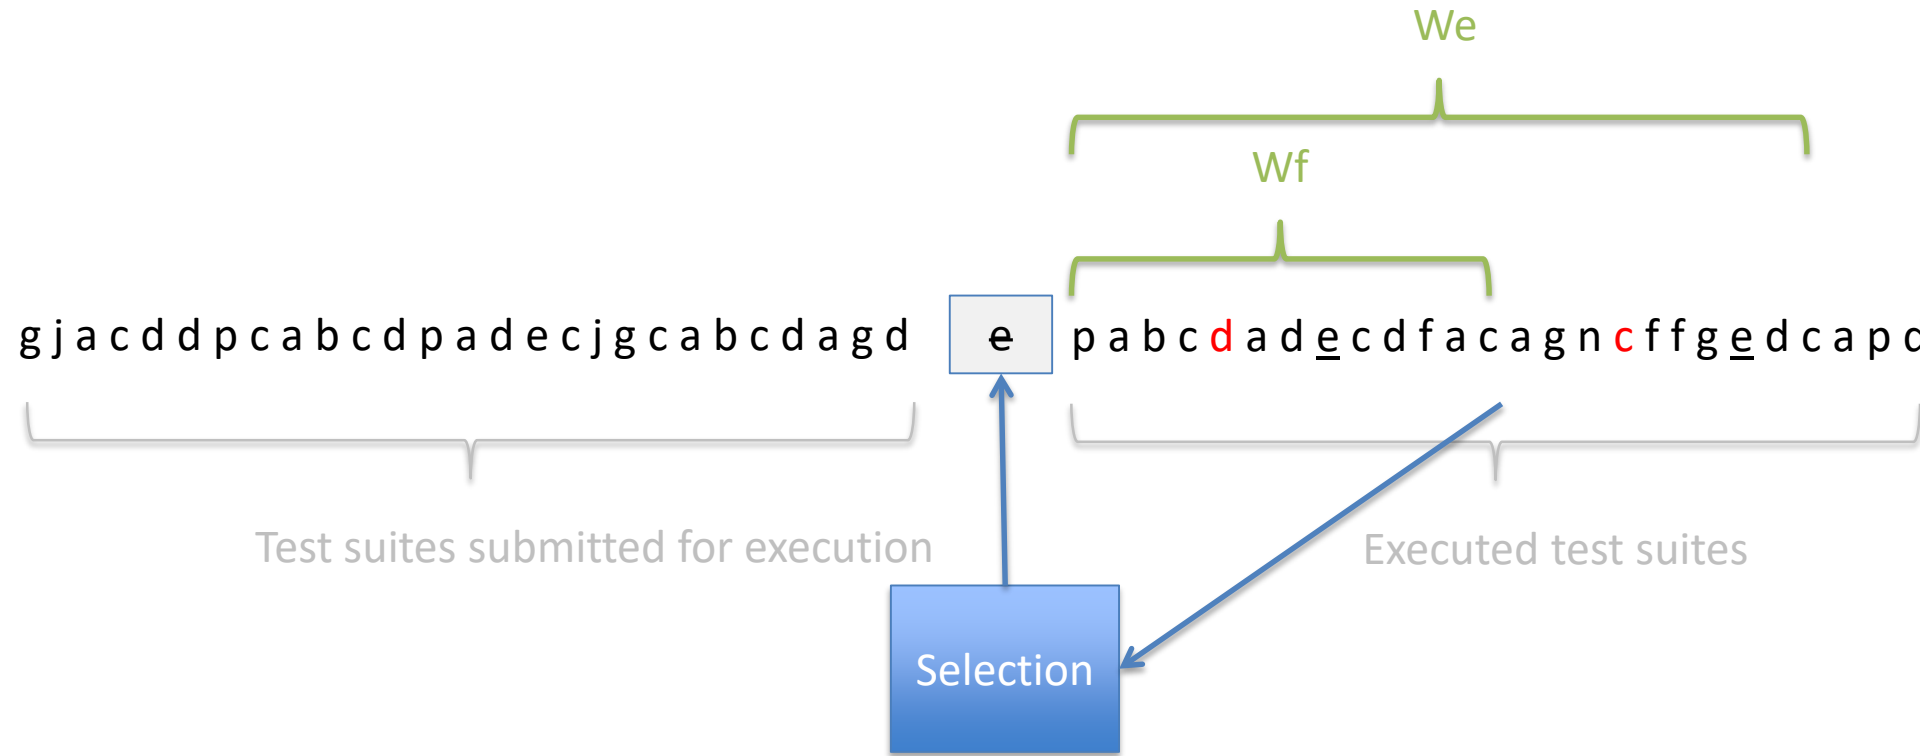 We
Wf
g j a c d d p c a b c d p a d e c j g c a b c d a g d e p a b c d a d e c d f a c a g n c f f g e d c a p
Test suites submitted for execution
Executed test suites
Selection